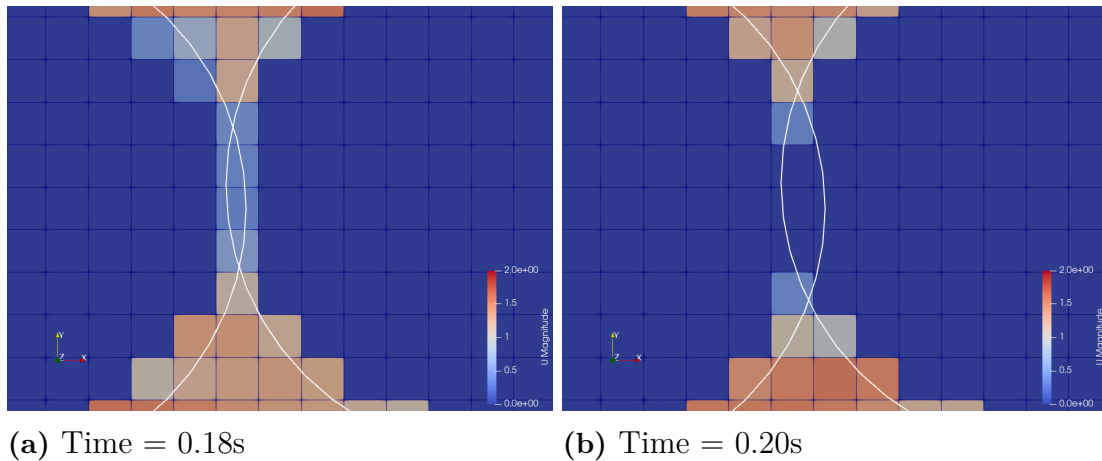 2.0e+00
1.5
1
0.5
0.0e+00
U Magnitude
Y
Z
X
2.0e+00
1.5
1
0.5
0.0e+00
U Magnitude
Y
Z
X
(a) Time = 0.18s
(b) Time = 0.20s